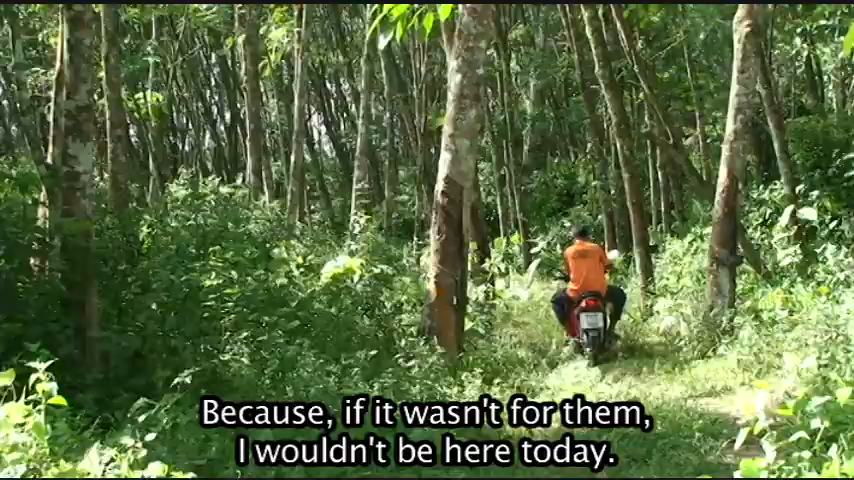 Because, if it wasn't for them,
I wouldn't be here today.